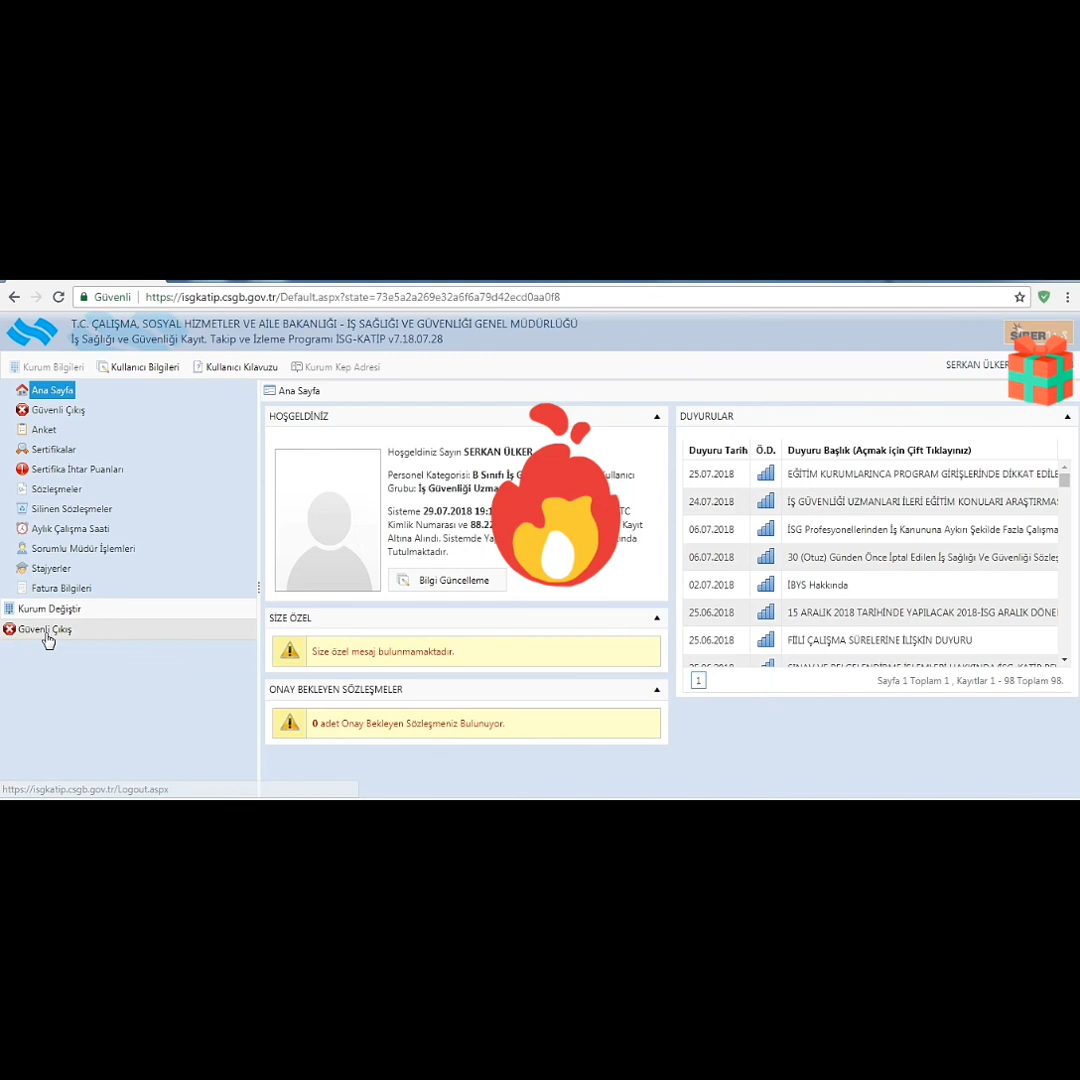 Güvenli
https://isgkatip.csgb.gov.tr/Default.aspx?state=73e5a2a269e32a6f6a79d42ecd0aa0f8
T.C. ÇALIŞMA, SOSYAL HİZMETLER VE AİLE BAKANLIĞI - İŞ SAĞLIĞI VE GÜVENLİĞİ GENEL MÜDÜRLÜĞÜ
İş Sağlığı ve Güvenliği Kayıt, Takip ve İzleme Programı İSG-KATİP v7.18.07.28
Kurum Bilgileri Kullanıcı Bilgileri Kullanıcı Kılavuzu Kurum Kep Adresi
SERKAN ÜLKER
Ana Sayfa
Güvenli Çıkış
Anket
Sertifikalar
Sertifika İhtar Puanları
Sözleşmeler
Silinen Sözleşmeler
Aylık Çalışma Saati
Sorumlu Müdür İşlemleri
Stajyerler
Fatura Bilgileri
Kurum Değiştir
Güvenli Çıkış
https://isgkatip.csgb.gov.tr/Logout.aspx
Ana Sayfa
HOŞGELDİNİZ
Hoşgeldiniz Sayın SERKAN ÜLKER
Personel Kategorisi: B Sınıfı İş
Grubu: İş Güvenliği
Sisteme 29.07.2018 TC
Kimlik Numarası ve Kayıt
Altına Alındı. Sistemde
Tutulmaktadır.
Bilgi Güncelleme
SİZE ÖZEL
Size özel mesaj bulunmamaktadır.
ONAY BEKLEYEN SÖZLEŞMELER
0 adet Onay Bekleyen Sözleşmeniz Bulunuyor.
DUYURULAR
Duyuru Tarih Ö.D. Duyuru Başlık (Açmak için Çift Tıklayınız)
25.07.2018 EĞİTİM KURUMLARINCA PROGRAM GİRİŞLERİNDE DİKKAT EDİLE
24.07.2018 İŞ GÜVENLİĞİ UZMANLARI İLERİ EĞİTİM KONULARI ARAŞTIRMA
06.07.2018 İSG Profesyonellerinden İş Kanununa Aykırı Şekilde Fazla Çalışma
06.07.2018 30 (Otuz) Günden Önce İptal Edilen İş Sağlığı Ve Güvenliği Sözleş
02.07.2018 İBYS Hakkında
25.06.2018 15 ARALIK 2018 TARİHİNDE YAPILACAK 2018-İSG ARALIK DÖNE
25.06.2018 FİİLİ ÇALIŞMA SÜRELERİNE İLİŞKİN DUYURU
1
Sayfa 1 Toplam 1 , Kayıtlar 1 - 98 Toplam 98.